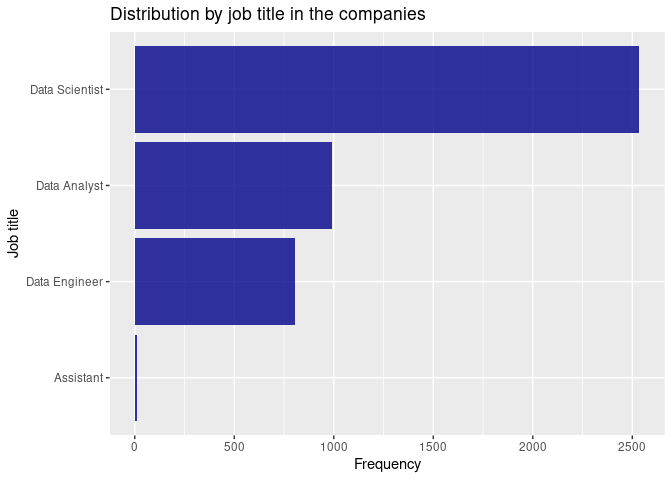 Distribution by job title in the companies
Job title
Data Scientist
Data Analyst
Data Engineer
Assistant
0 500 1000 1500 2000 2500
Frequency